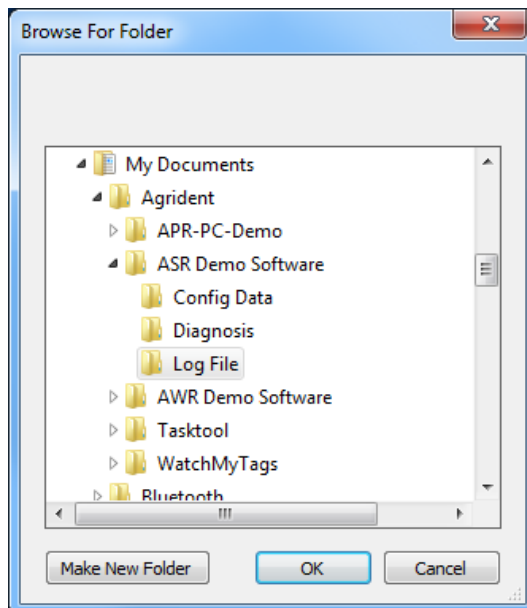 Browse For Folder
My Documents
Agrident
APR-PC-Demo
ASR Demo Software
Config Data
Diagnosis
Log File
AWR Demo Software
Tasktool
WatchMyTags
Bluetooth
Make New Folder
OK
Cancel